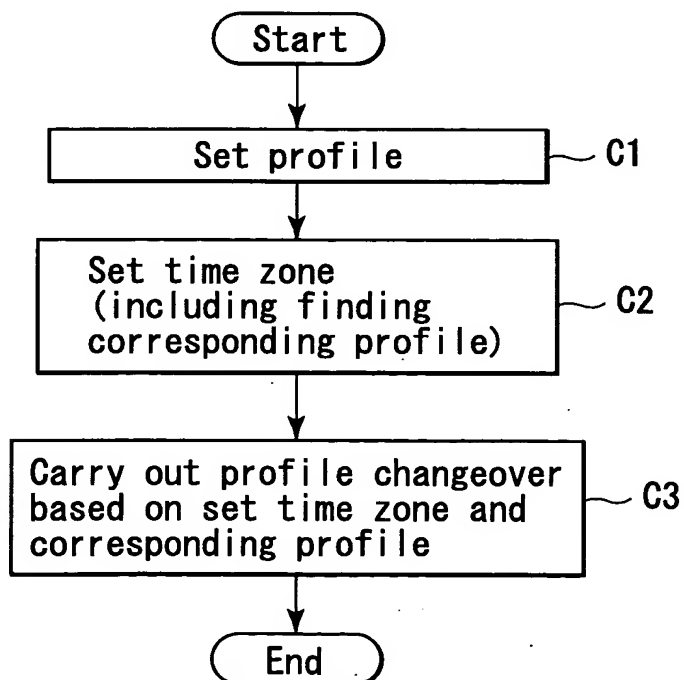 Start
Set profile
C1
Set time zone
(including finding
corresponding profile)
C2
Carry out profile changeover
based on set time zone and
corresponding profile
C3
End